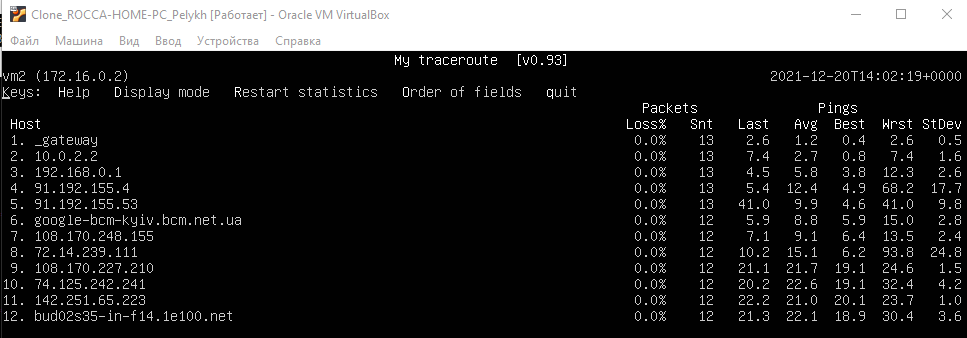 Clone_ROCCA-HOME-PC_Pelykh [Работает] - Oracle VM VirtualBox
Файл Машина Вид Ввод Устройства Справка
My traceroute [v0.93]
vm2 (172.16.0.2) 2021-12-20T14:02:19+0000
Keys: Help Display mode Restart statistics Order of fields quit
Packets Pings
Host Loss% Snt Last Avg Best Wrst StDev
1. _gateway 0.0% 13 2.6 1.2 0.4 2.6 0.5
2. 10.0.2.2 0.0% 13 7.4 2.7 0.8 7.4 1.6
3. 192.168.0.1 0.0% 13 4.5 5.8 3.8 12.3 2.6
4. 91.192.155.4 0.0% 13 5.4 12.4 4.9 68.2 17.7
5. 91.192.155.53 0.0% 13 41.0 9.9 4.6 41.0 9.8
6. google-bcm-kyiv.bcm.net.ua 0.0% 12 5.9 8.8 5.9 15.0 2.8
7. 108.170.248.155 0.0% 12 7.1 9.1 6.4 13.5 2.4
8. 72.14.239.111 0.0% 12 10.2 15.1 6.2 93.8 24.8
9. 108.170.227.210 0.0% 12 21.1 21.7 19.1 24.6 1.5
10. 74.125.242.241 0.0% 12 20.2 22.6 19.1 32.4 4.2
11. 142.251.65.223 0.0% 12 22.2 21.0 20.1 23.7 1.0
12. bud02s35-in-f14.1e100.net 0.0% 12 21.3 22.1 18.9 30.4 3.6